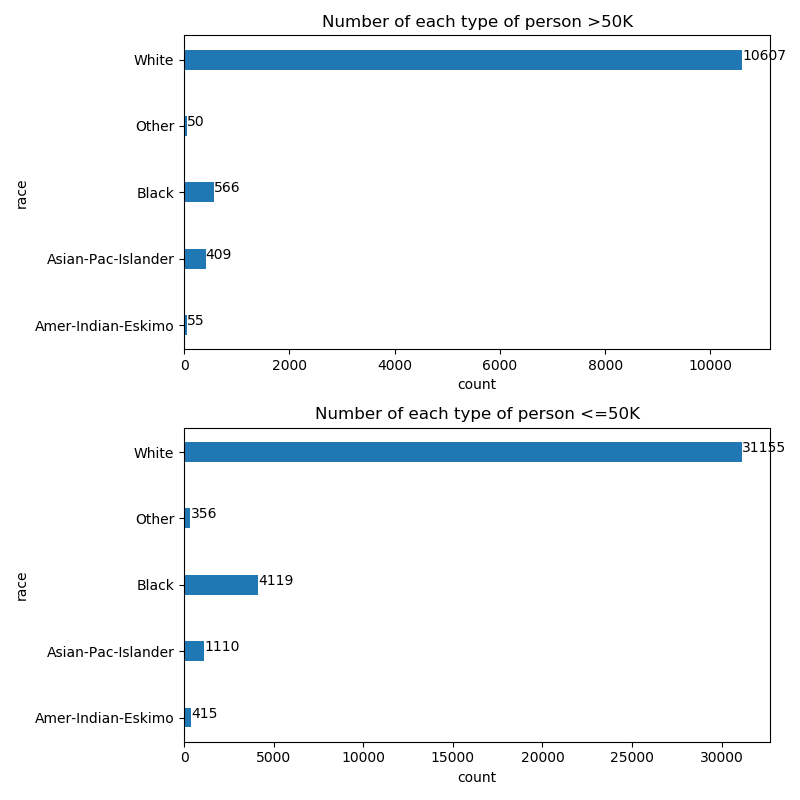 Number of each type of person >50K
White
10607
Other
50
Black
566
Asian-Pac-Islander
409
Amer-Indian-Eskimo
55
race
0 2000 4000 6000 8000 10000
count
Number of each type of person <=50K
White
31155
Other
356
Black
4119
Asian-Pac-Islander
1110
Amer-Indian-Eskimo
415
race
0 5000 10000 15000 20000 25000 30000
count